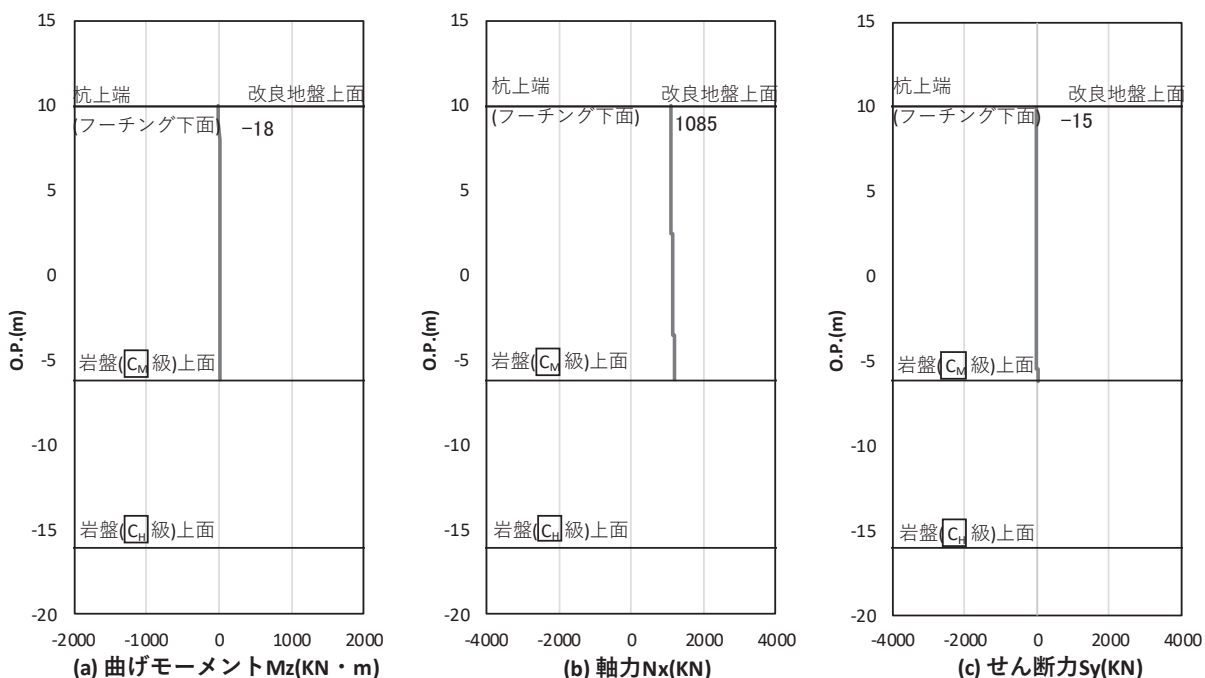 15
10
5
0
-5
-10
-15
-20
O.P.(m)
杭上端
改良地盤上面
(フーチング下面)
-18
岩盤(CM級)上面
岩盤(CH級)上面
-2000 -1000 0 1000 2000
(a) 曲げモーメントMz(KN・m)
15
10
5
0
-5
-10
-15
-20
O.P.(m)
杭上端
改良地盤上面
(フーチング下面)
1085
岩盤(CM級)上面
岩盤(CH級)上面
-4000 -2000 0 2000 4000
(b) 軸力Nx(KN)
15
10
5
0
-5
-10
-15
-20
O.P.(m)
杭上端
改良地盤上面
(フーチング下面)
-15
岩盤(CM級)上面
岩盤(CH級)上面
-4000 -2000 0 2000 4000
(c) せん断力Sy(KN)